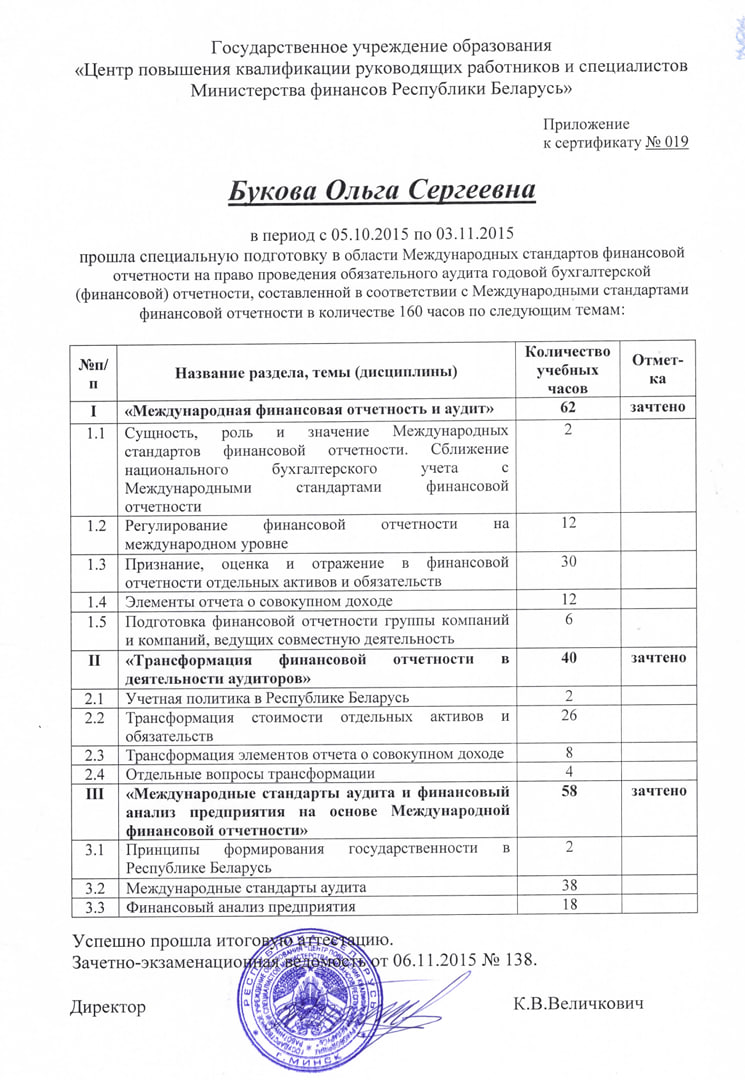 Государственное учреждение образования
«Центр повышения квалификации руководящих работников и специалистов
Министерства финансов Республики Беларусь»
Приложение
к сертификату № 019
Букова Ольга Сергеевна
в период с 05.10.2015 по 03.11.2015
прошла специальную подготовку в области Международных стандартов финансовой
отчетности на право проведения обязательного аудита годовой бухгалтерской
(финансовой) отчетности, составленной в соответствии с Международными стандартами
финансовой отчетности в количестве 160 часов по следующим темам:
№п/
п
Название раздела, темы (дисциплины)
Количество
учебных
часов
Отмет-
ка
I «Международная финансовая отчетность и аудит» 62 зачтено
1.1 Сущность, роль и значение Международных 2
стандартов финансовой отчетности. Сближение
национального бухгалтерского учета с
Международными стандартами финансовой
отчетности
1.2 Регулирование финансовой отчетности на 12
международном уровне
1.3 Признание, оценка и отражение в финансовой 30
отчетности отдельных активов и обязательств
1.4 Элементы отчета о совокупном доходе 12
1.5 Подготовка финансовой отчетности группы компаний 6
и компаний, ведущих совместную деятельность
II «Трансформация финансовой отчетности в 40 зачтено
деятельности аудиторов»
2.1 Учетная политика в Республике Беларусь 2
2.2 Трансформация стоимости отдельных активов и 26
обязательств
2.3 Трансформация элементов отчета о совокупном доходе 8
2.4 Отдельные вопросы трансформации 4
III «Международные стандарты аудита и финансовый 58 зачтено
анализ предприятия на основе Международной
финансовой отчетности»
3.1 Принципы формирования государственности в 2
Республике Беларусь
3.2 Международные стандарты аудита 38
3.3 Финансовый анализ предприятия 18
Успешно прошла итоговую аттестацию.
Зачетно-экзаменационная ведомость от 06.11.2015 № 138.
Директор К.В.Величкович
РЕСПУБЛИКА БЕЛАРУСЬ
г. МИНСК